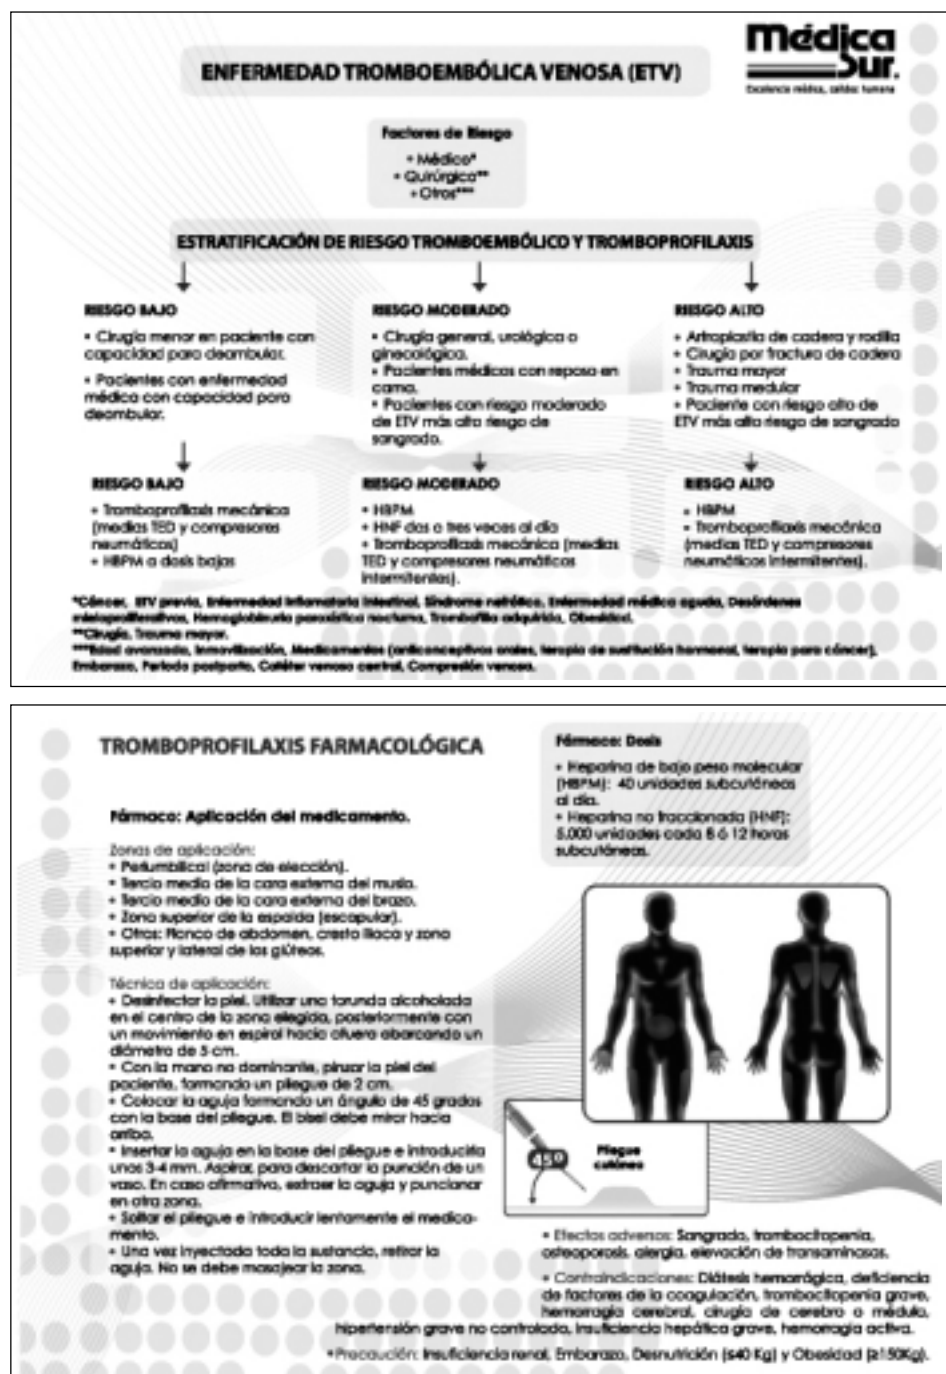 Médica
Sur.
Excelencia médica, calidez humana
ENFERMEDAD TROMBOEMBÓLICA VENOSA (ETV)
Factores de Riesgo
• Médico*
• Quirúrgico**
• Otros***
ESTRATIFICACIÓN DE RIESGO TROMBOEMBÓLICO Y TROMBOPROFILAXIS
RIESGO BAJO
• Cirugía menor en paciente con
capacidad para deambular.
• Pacientes con enfermedad
médica con capacidad para
deambular.
RIESGO MODERADO
• Cirugía general, urológica o
ginecológica.
• Pacientes médicos con reposo en
cama.
• Pacientes con riesgo moderado
de ETV más alto riesgo de
sangrado.
RIESGO ALTO
• Artroplastia de cadera y rodilla
• Cirugía por fractura de cadera
• Trauma mayor
• Trauma medular
• Paciente con riesgo alto de
ETV más alto riesgo de sangrado
RIESGO BAJO
• Tromboprofilaxis mecánica
(medias TED y compresores
neumáticos)
• HBPM a dosis bajas
RIESGO MODERADO
• HBPM
• HNF dos o tres veces al día
• Tromboprofilaxis mecánica (medias
TED y compresores neumáticos
intermitentes).
RIESGO ALTO
• HBPM
• Tromboprofilaxis mecánica
(medias TED y compresores
neumáticos intermitentes).
*Cáncer, ETV previa, Enfermedad inflamatoria intestinal, Síndrome nefrótico, Enfermedad médica aguda, Desórdenes
mieloproliferativos, Hemoglobinuria paroxística nocturna, Trombofilia adquirida, Obesidad.
**Cirugía, Trauma mayor.
***Edad avanzada, Inmovilización, Medicamentos (anticonceptivos orales, terapia de sustitución hormonal, terapia para cáncer),
Embarazo, Periodo postparto, Catéter venoso central, Compresión venosa.
TROMBOPROFILAXIS FARMACOLÓGICA
Fármaco: Dosis
• Heparina de bajo peso molecular
(HBPM): 40 unidades subcutáneas
al día.
• Heparina no fraccionada (HNF):
5,000 unidades cada 8 ó 12 horas
subcutáneas.
Fármaco: Aplicación del medicamento.
Zonas de aplicación:
• Periumbilical (zona de elección).
• Tercio medio de la cara externa del muslo.
• Tercio medio de la cara externa del brazo.
• Zona superior de la espalda (escapular).
• Otras: Flanco de abdomen, cresta iliaca y zona
superior y lateral de los glúteos.
Técnica de aplicación:
• Desinfectar la piel. Utilizar una torunda alcoholada
en el centro de la zona elegida, posteriormente con
un movimiento en espiral hacia afuera abarcando un
diámetro de 5 cm.
• Con la mano no dominante, pinzar la piel del
paciente, formando un pliegue de 2 cm.
• Colocar la aguja formando un ángulo de 45 grados
con la base del pliegue. El bisel debe mirar hacia
arriba.
• Insertar la aguja en la base del pliegue e introducirla
unos 3-4 mm. Aspirar, para descartar la punción de un
vaso. En caso afirmativo, extraer la aguja y puncionar
en otra zona.
• Soltar el pliegue e introducir lentamente el medica-
mento.
• Una vez inyectada toda la sustancia, retirar la
aguja. No se debe masajear la zona.
Pliegue
cutáneo
• Efectos adversos: Sangrado, trombocitopenia,
osteoporosis, alergia, elevación de transaminasas.
• Contraindicaciones: Diátesis hemorrágica, deficiencia
de factores de la coagulación, trombocitopenia grave,
hemorragia cerebral, cirugía de cerebro o médula,
hipertensión grave no controlada, insuficiencia hepática grave, hemorragia activa.
• Precaución: Insuficiencia renal, Embarazo, Desnutrición (≤40 Kg) y Obesidad (≥150Kg).